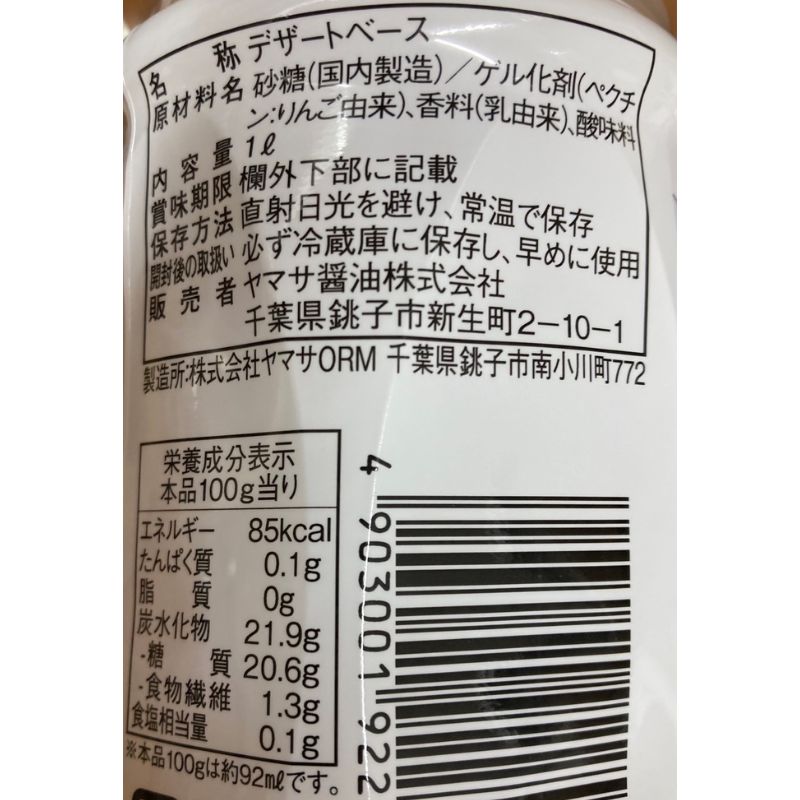 名称 デザートベース
原材料名 砂糖(国内製造)／ゲル化剤(ペクチ
ン:りんご由来)、香料(乳由来)、酸味料
内容量 1ℓ
賞味期限 欄外下部に記載
保存方法 直射日光を避け、常温で保存
開封後の取扱い 必ず冷蔵庫に保存し、早めに使用
販売者 ヤマサ醤油株式会社
千葉県銚子市新生町2−10−1
製造所:株式会社ヤマサORM 千葉県銚子市南小川町772
栄養成分表示
本品100g当り
エネルギー 85kcal
たんぱく質 0.1g
脂質 0g
炭水化物 21.9g
-糖質 20.6g
-食物繊維 1.3g
食塩相当量 0.1g
※本品100gは約92mℓです。
4 903001 922